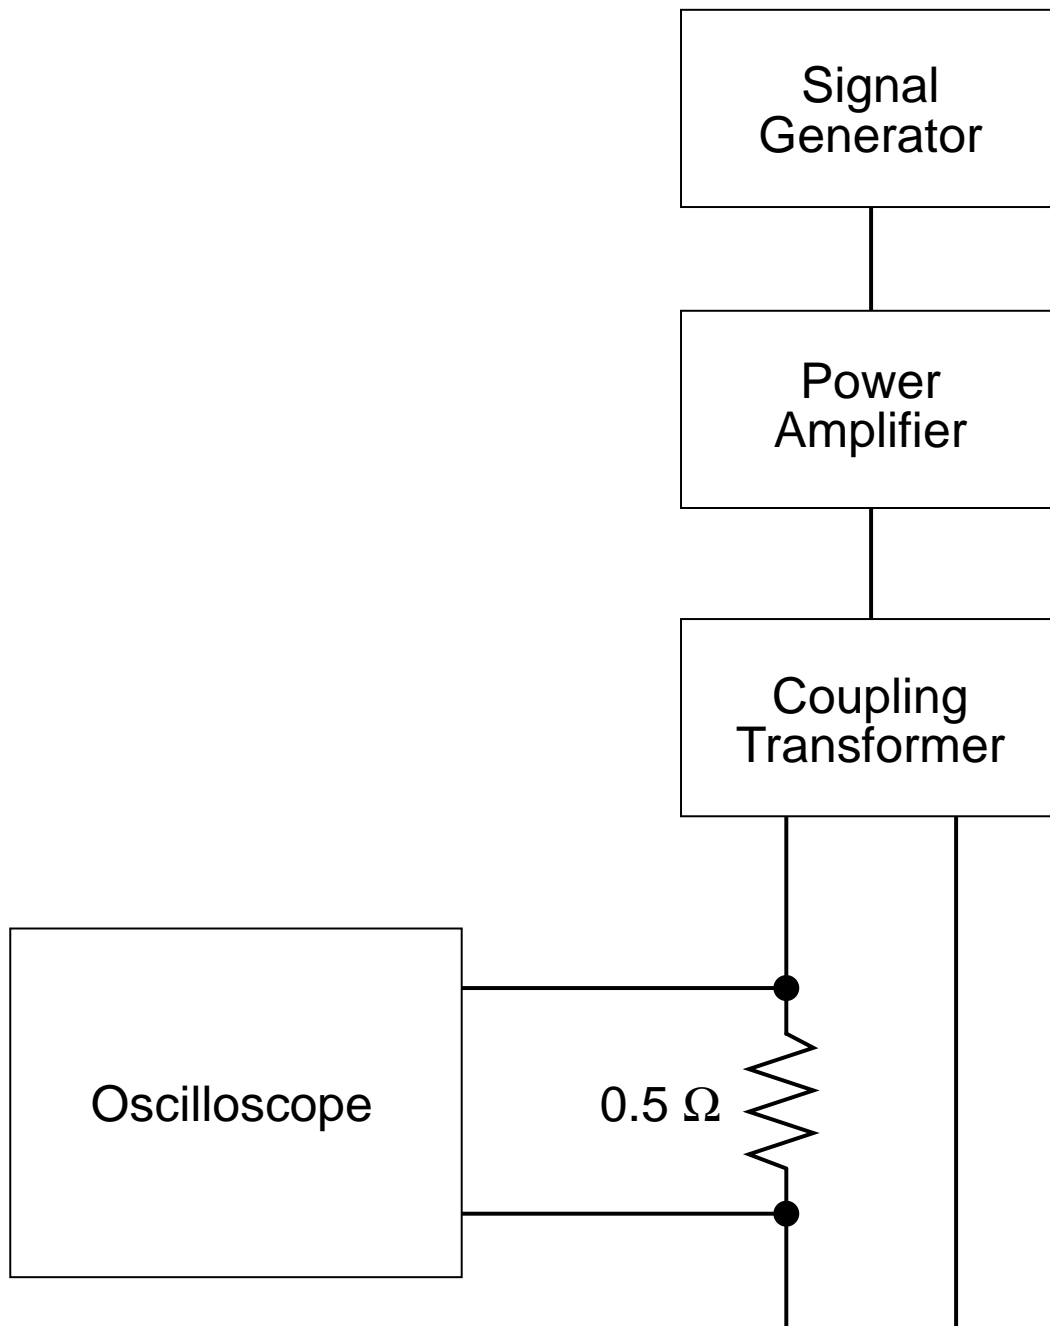 Signal
Generator
Power
Amplifier
Coupling
Transformer
Oscilloscope
0.5 Ω